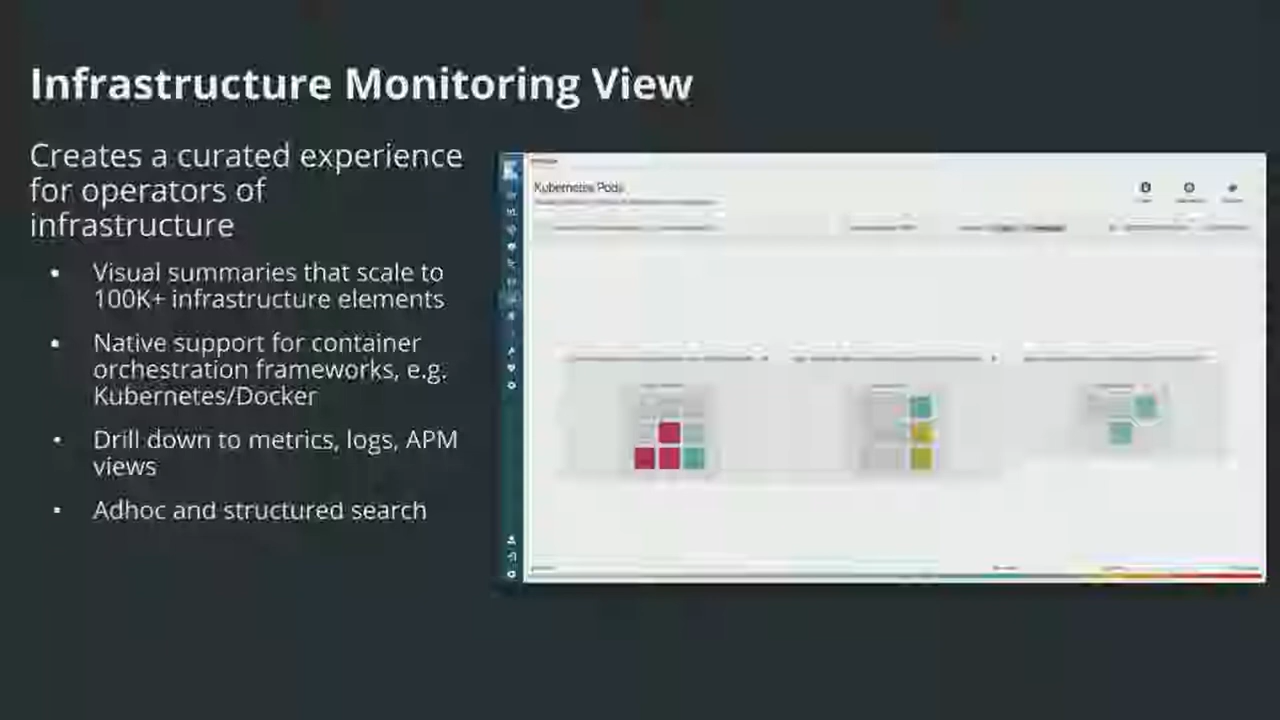 Infrastructure Monitoring View
Creates a curated experience
for operators of
infrastructure
• Visual summaries that scale to
100K+ infrastructure elements
• Native support for container
orchestration frameworks, e.g.
Kubernetes/Docker
• Drill down to metrics, logs, APM
views
• Adhoc and structured search
Kubernetes Pods